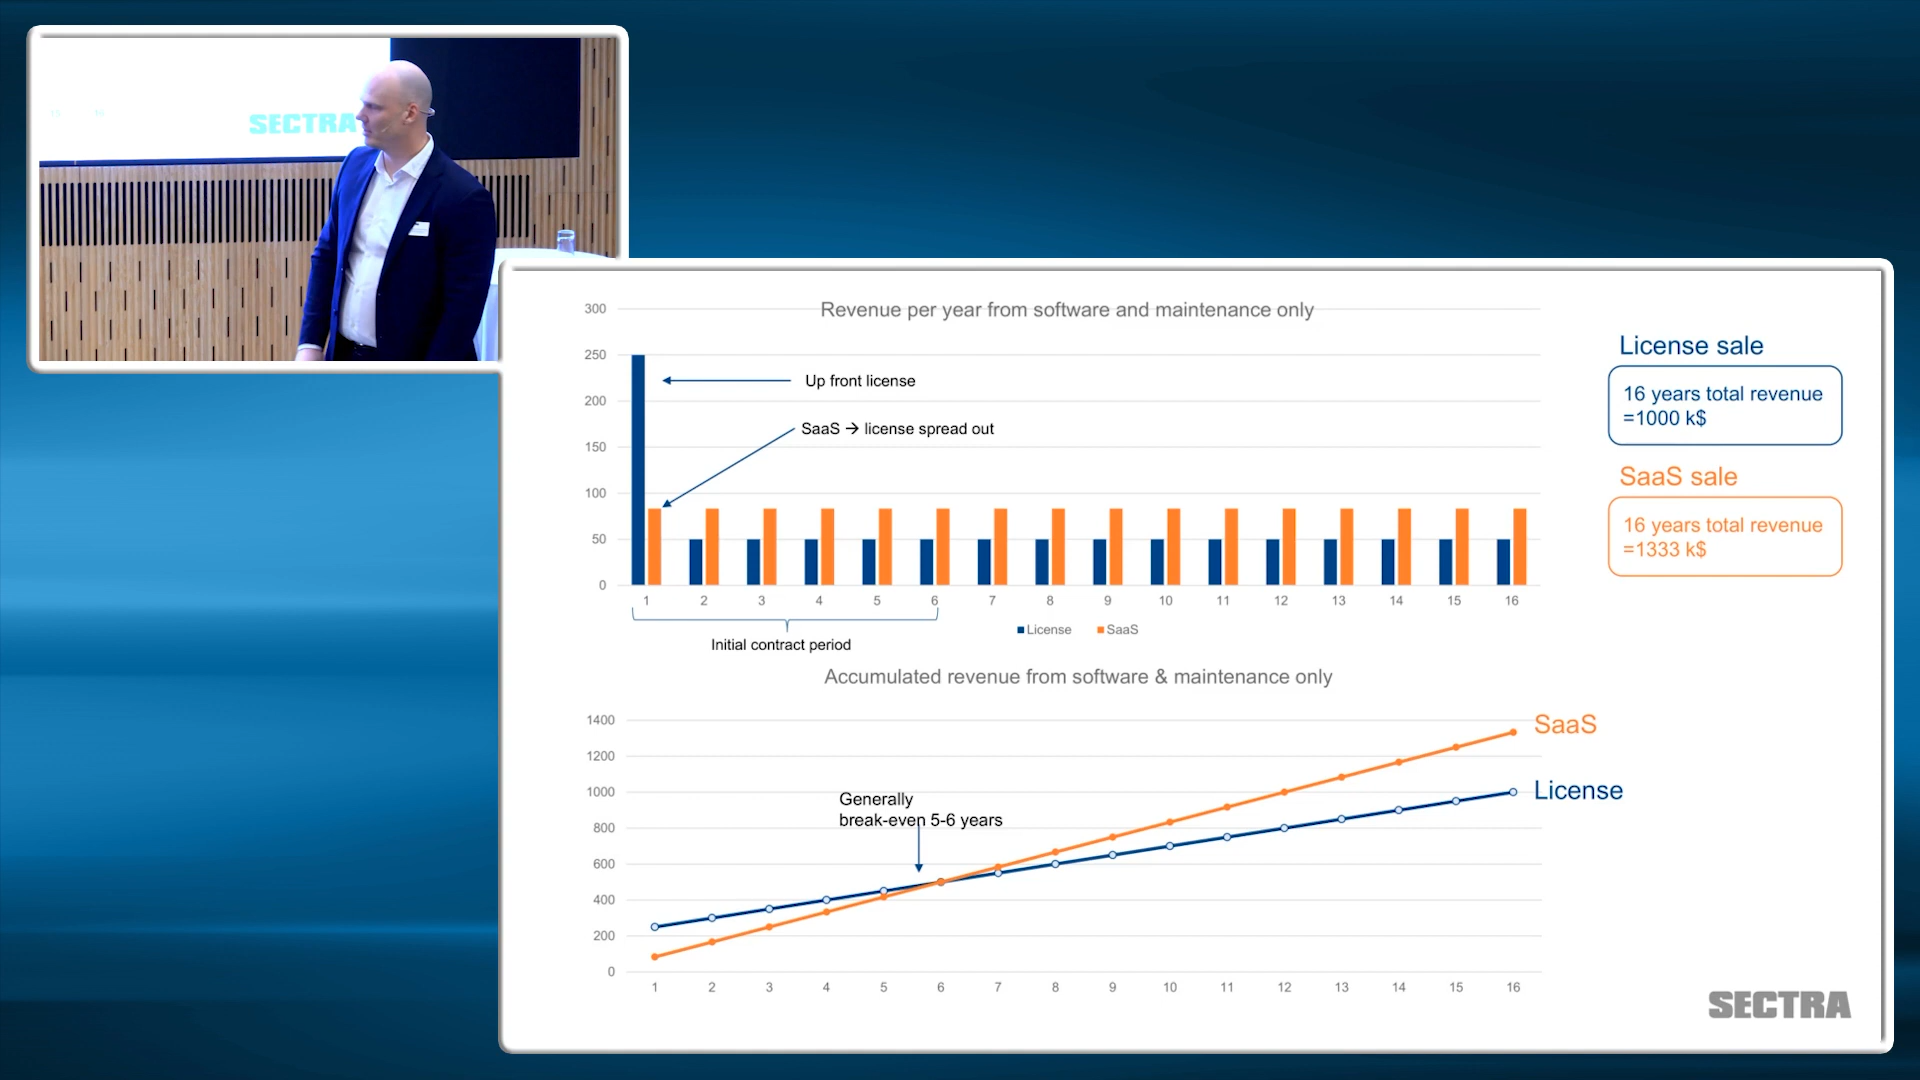 SECTRA
300
Revenue per year from software and maintenance only
250
200
150
100
50
0
Up front license
SaaS → license spread out
1 2 3 4 5 6 7 8 9 10 11 12 13 14 15 16
Initial contract period
License SaaS
License sale
16 years total revenue
=1000 k$
SaaS sale
16 years total revenue
=1333 k$
Accumulated revenue from software & maintenance only
1400
1200
1000
800
600
400
200
0
Generally
break-even 5-6 years
SaaS
License
1 2 3 4 5 6 7 8 9 10 11 12 13 14 15 16
SECTRA